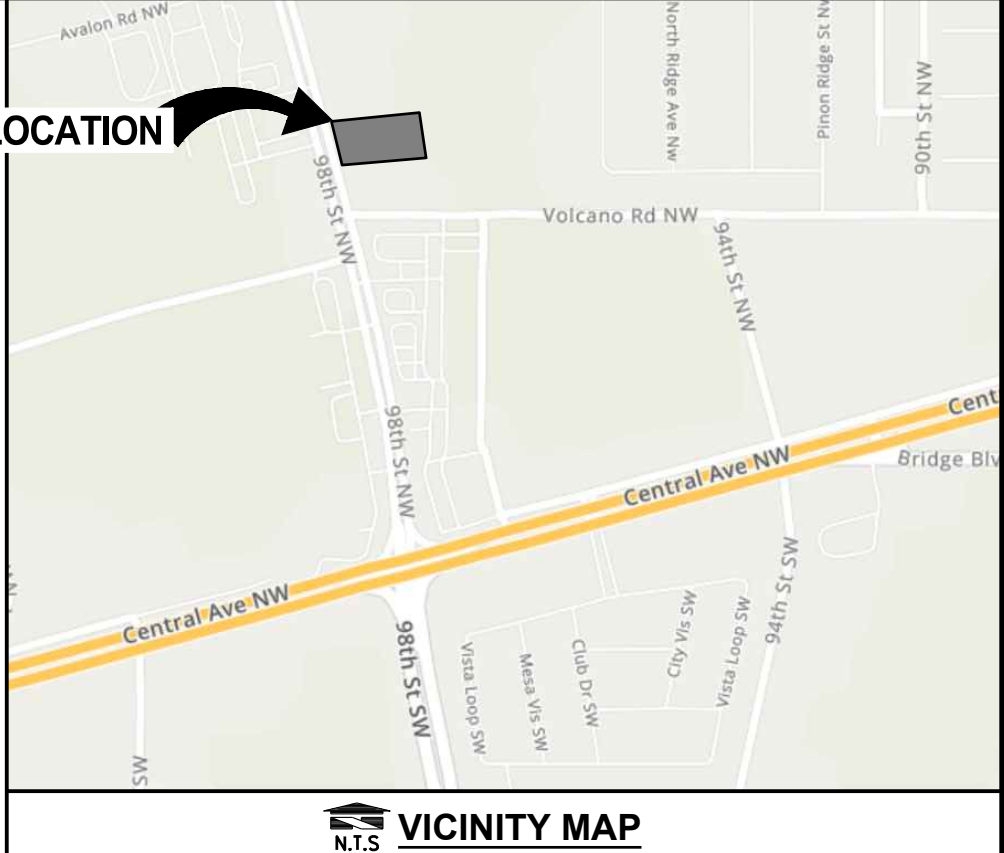 Avalon Rd NW
LOCATION
98th St NW
North Ridge Ave Nw
Pinon Ridge St Nw
90th St NW
Volcano Rd NW
94th St NW
98th St NW
Central Ave NW
Cent
Bridge Blv
Central Ave NW
98th St SW
Vista Loop SW
Mesa Vis SW
Club Dr SW
City Vis SW
Vista Loop SW
94th St SW
SW
N.T.S
VICINITY MAP